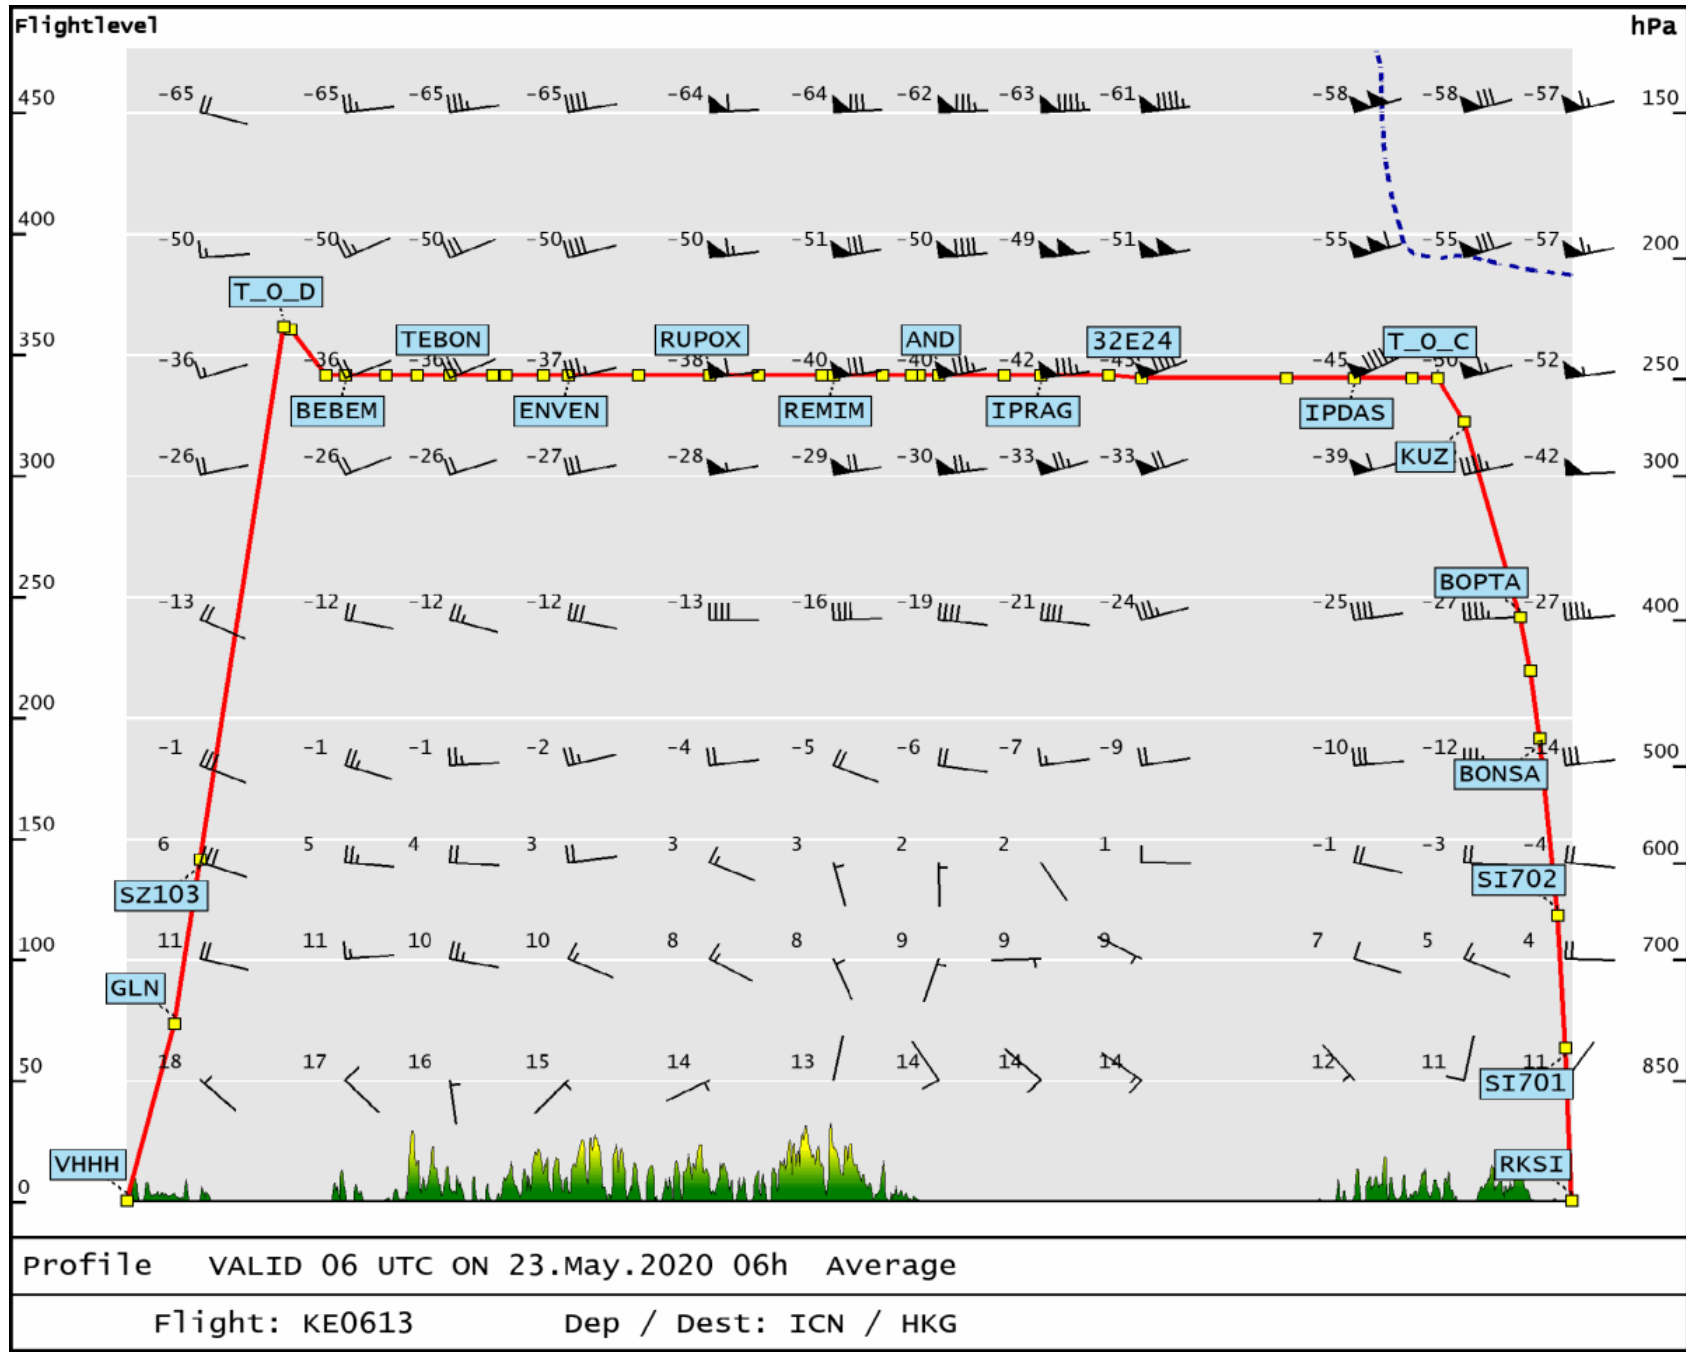 Flightlevel hPa
450 -65 -65 -65 -65 -64 -64 -62 -63 -61 -58 -58 -57 150
400 -50 -50 -50 -50 -50 -51 -50 -49 -51 -55 -55 -57 200
T_O_D
TEBON RUPOX AND 32E24 T_O_C
350 -36 -36 -36 -37 -38 -40 -40 -42 -45 -50 -52 250
BEBEM ENVEN REMIM IPRAG IPDAS
KUZ
300 -26 -26 -26 -27 -28 -29 -30 -33 -33 -39 -42 300
BOPTA
250 -13 -12 -12 -12 -13 -16 -19 -21 -24 -25 -27 -27 400
200 -1 -1 -1 -2 -4 -5 -6 -7 -9 -10 -12 -14 500
BONSA
150 6 5 4 3 3 3 2 2 1 -1 -3 -4 600
SZ103 SI702
100 11 11 10 10 8 8 9 9 9 7 5 4 700
GLN
50 18 17 16 15 14 13 14 14 14 12 11 11 850
SI701
VHHH RKSI
0
Profile VALID 06 UTC ON 23.May.2020 06h Average
Flight: KE0613 Dep / Dest: ICN / HKG